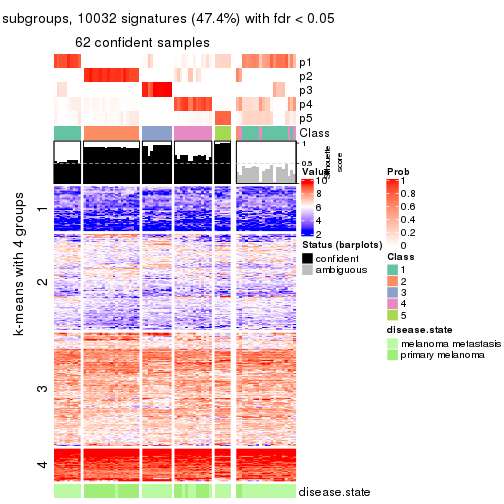 subgroups, 10032 signatures (47.4%) with fdr < 0.05
62 confident samples
p1
p2
p3
p4
p5
Class
1
0.5
0
Silhouette
score
k-means with 4 groups
1
2
3
4
disease.state
Value
10
8
6
4
2
Status (barplots)
confident
ambiguous
Prob
1
0.8
0.6
0.4
0.2
0
Class
1
2
3
4
5
disease.state
melanoma metastasis
primary melanoma